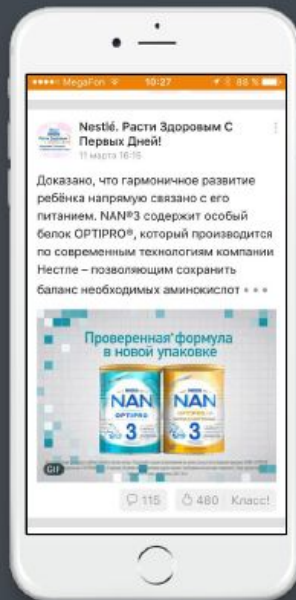 MegaFon 10:27 86 %
Nestlé. Расти Здоровым С
Первых Дней!
11 марта 16:15
Доказано, что гармоничное развитие
ребёнка напрямую связано с его
питанием. NAN®3 содержит особый
белок OPTIPRO®, который производится
по современным технологиям компании
Нестле – позволяющим сохранить
баланс необходимых аминокислот • • •
Проверенная* формула
в новой упаковке
NAN NAN
OPTIPRO
3 3
GIF
115 480 Класс!